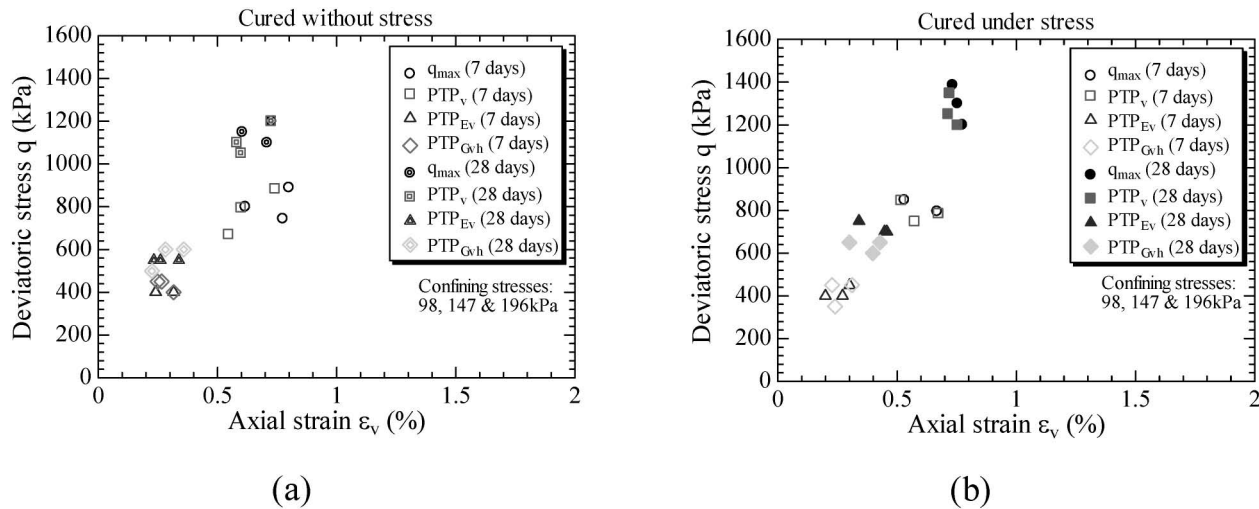 Cured without stress
1600
1400
1200
1000
800
600
400
200
0
Deviatoric stress q (kPa)
qmax (7 days)
PTPv (7 days)
PTPEv (7 days)
PTPGvh (7 days)
qmax (28 days)
PTPv (28 days)
PTPEv (28 days)
PTPGvh (28 days)
Confining stresses:
98, 147 & 196kPa
0 0.5 1 1.5 2
Axial strain εv (%)
(a)
Cured under stress
1600
1400
1200
1000
800
600
400
200
0
Deviatoric stress q (kPa)
qmax (7 days)
PTPv (7 days)
PTPEv (7 days)
PTPGvh (7 days)
qmax (28 days)
PTPv (28 days)
PTPEv (28 days)
PTPGvh (28 days)
Confining stresses:
98, 147 & 196kPa
0 0.5 1 1.5 2
Axial strain εv (%)
(b)